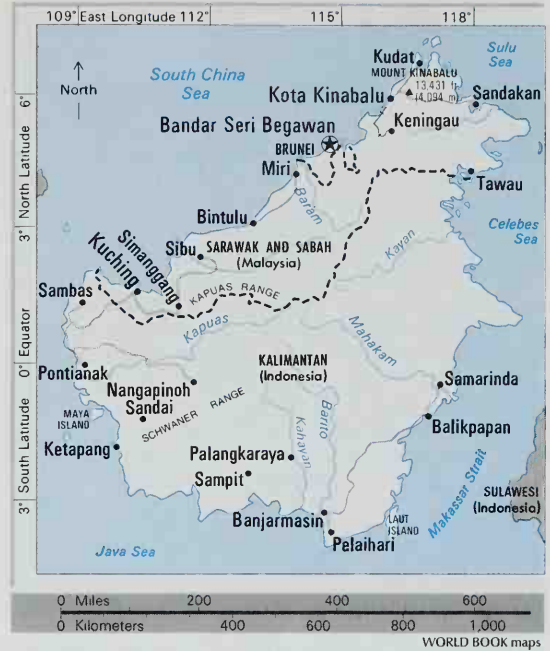 109° East Longitude 112° 115° 118°
Kudat
MOUNT KINABALU
13,431 ft
(4,094 m)
Sulu
Sea
North
South China
Sea
6°
Kota Kinabalu
Sandakan
Keningau
Bandar Seri Begawan
BRUNEI
Miri
Tawau
North Latitude
Baram
Bintulu
3°
Celebes
Sea
Simanggang
Kuching
Sibu
SARAWAK AND SABAH
(Malaysia)
Kayan
Sambas
KAPUAS RANGE
Kapuas
Mahakam
Equator
0°
Pontianak
KALIMANTAN
(Indonesia)
Nangapinoh
Sandai
Samarinda
MAYA
ISLAND
SCHWANER RANGE
Barito
Kahayan
Balikpapan
South Latitude
Ketapang
Palangkaraya
Sampit
Makassar Strait
SULAWESI
(Indonesia)
3°
Banjarmasin
LAUT
ISLAND
Pelaihari
Java Sea
0 Miles 200 400 600
0 Kilometers 400 600 800 1,000
WORLD BOOK maps